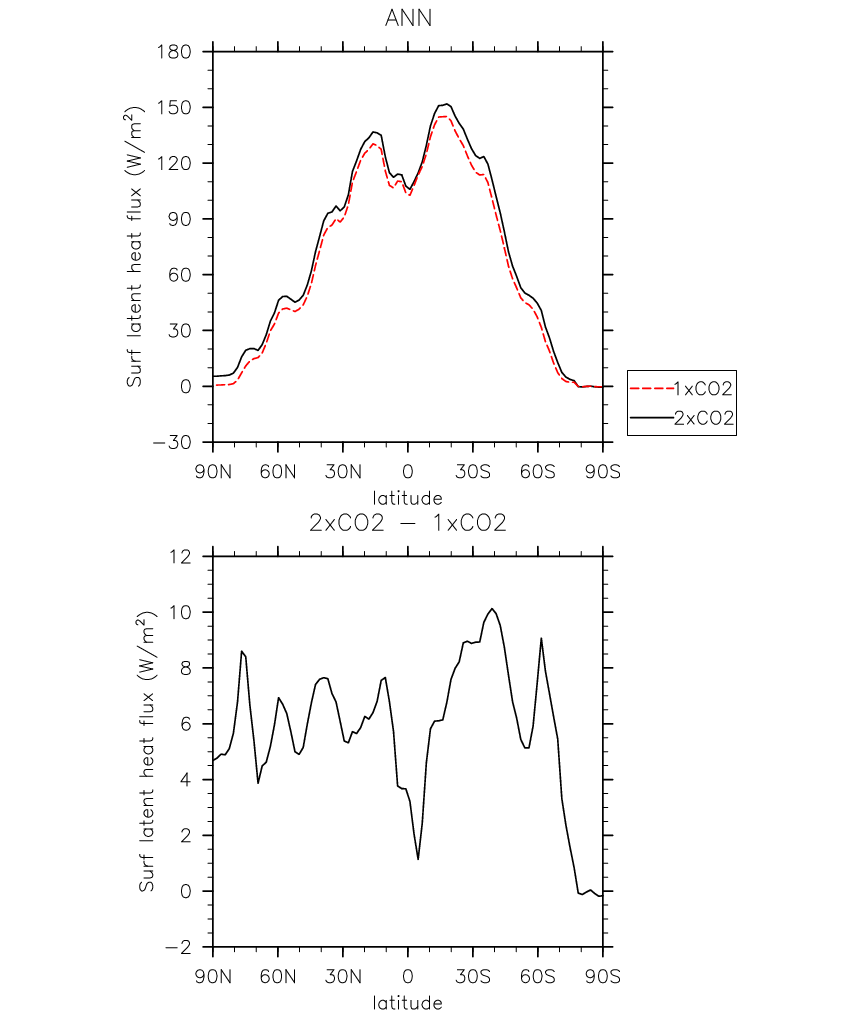 ANN
180
150
120
90
60
30
0
−30
Surf latent heat flux (W/m²)
90N 60N 30N 0 30S 60S 90S
latitude
1xCO2
2xCO2
2xCO2 − 1xCO2
12
10
8
6
4
2
0
−2
Surf latent heat flux (W/m²)
90N 60N 30N 0 30S 60S 90S
latitude